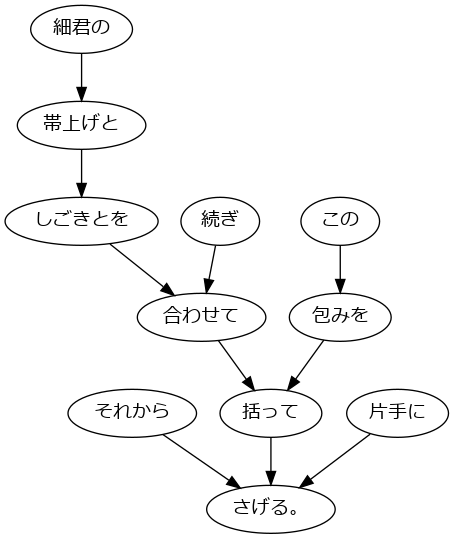 細君の
帯上げと
しごきとを
続ぎ
この
合わせて
包みを
それから
括って
片手に
さげる。